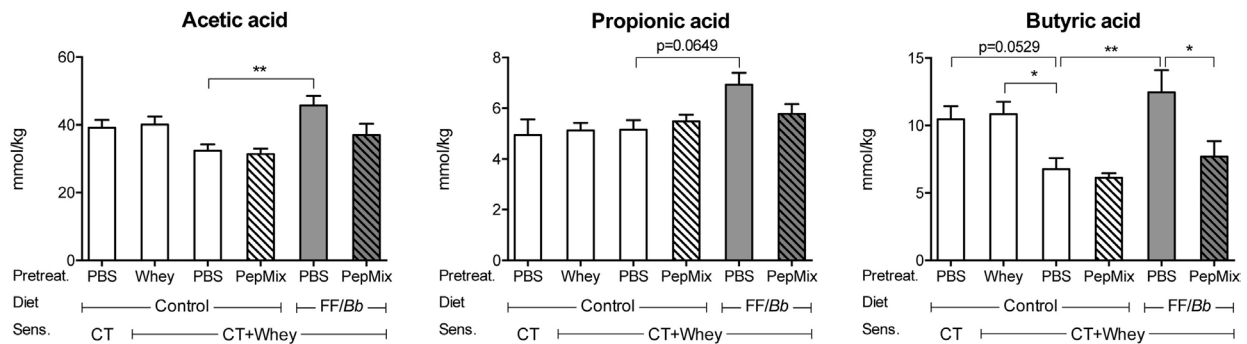 Acetic acid
60
40
20
0
mmol/kg
**
Pretreat. PBS Whey PBS PepMix PBS PepMix
Diet Control FF/Bb
Sens. CT CT+Whey
Propionic acid
8
6
4
2
0
mmol/kg
p=0.0649
Pretreat. PBS Whey PBS PepMix PBS PepMix
Diet Control FF/Bb
Sens. CT CT+Whey
Butyric acid
15
10
5
0
mmol/kg
p=0.0529
**
*
*
Pretreat. PBS Whey PBS PepMix PBS PepMix
Diet Control FF/Bb
Sens. CT CT+Whey